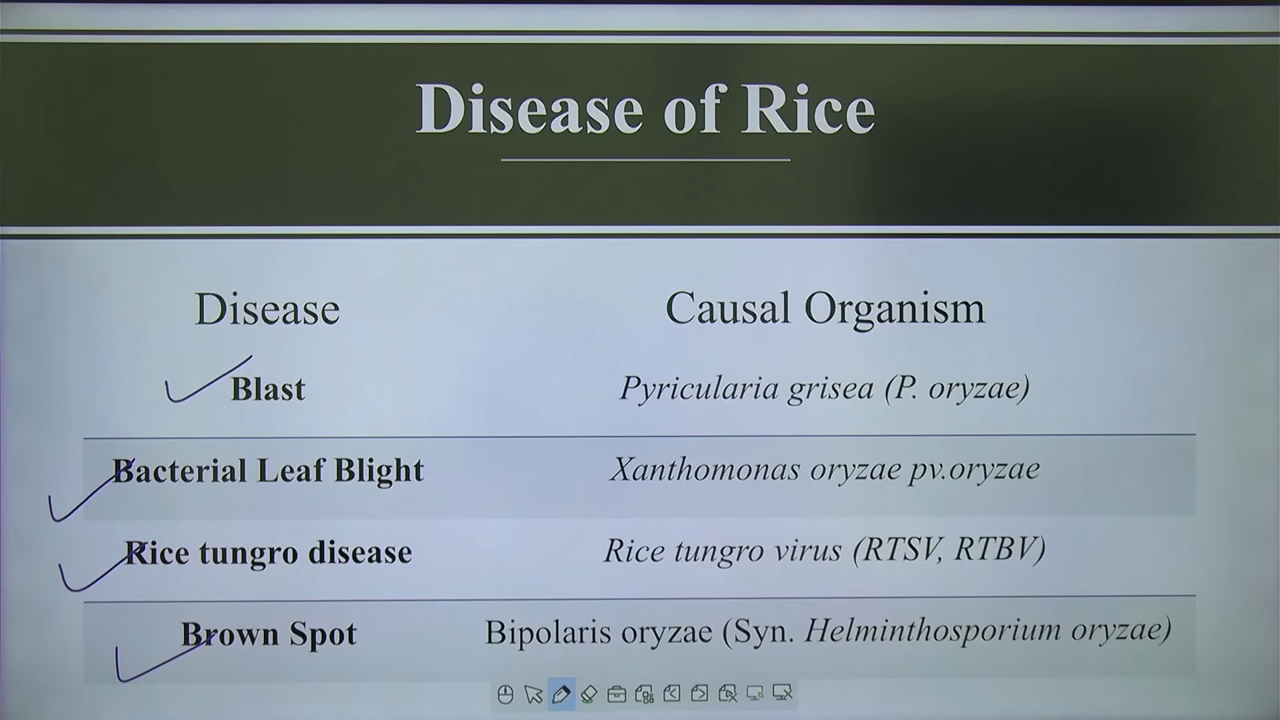 Disease of Rice
Disease Causal Organism
Blast Pyricularia grisea (P. oryzae)
Bacterial Leaf Blight Xanthomonas oryzae pv.oryzae
Rice tungro disease Rice tungro virus (RTSV, RTBV)
Brown Spot Bipolaris oryzae (Syn. Helminthosporium oryzae)